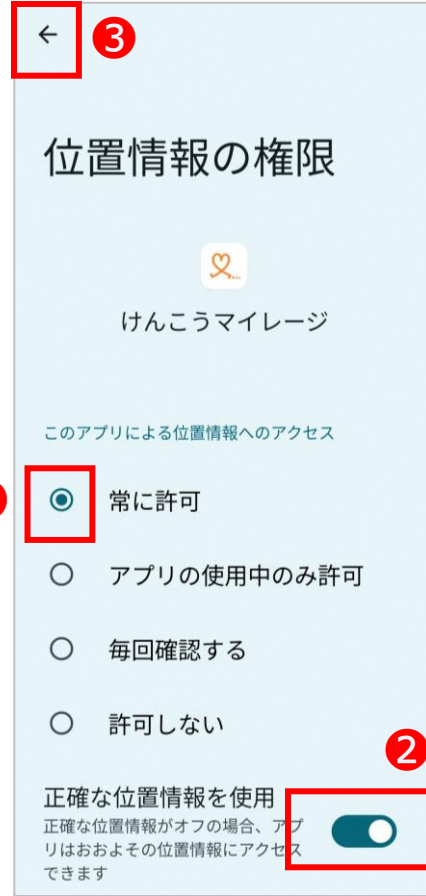 3
位置情報の権限
けんこうマイレージ
このアプリによる位置情報へのアクセス
常に許可
アプリの使用中のみ許可
毎回確認する
許可しない
2
正確な位置情報を使用
正確な位置情報がオフの場合、アプ
リはおおよその位置情報にアクセス
できます